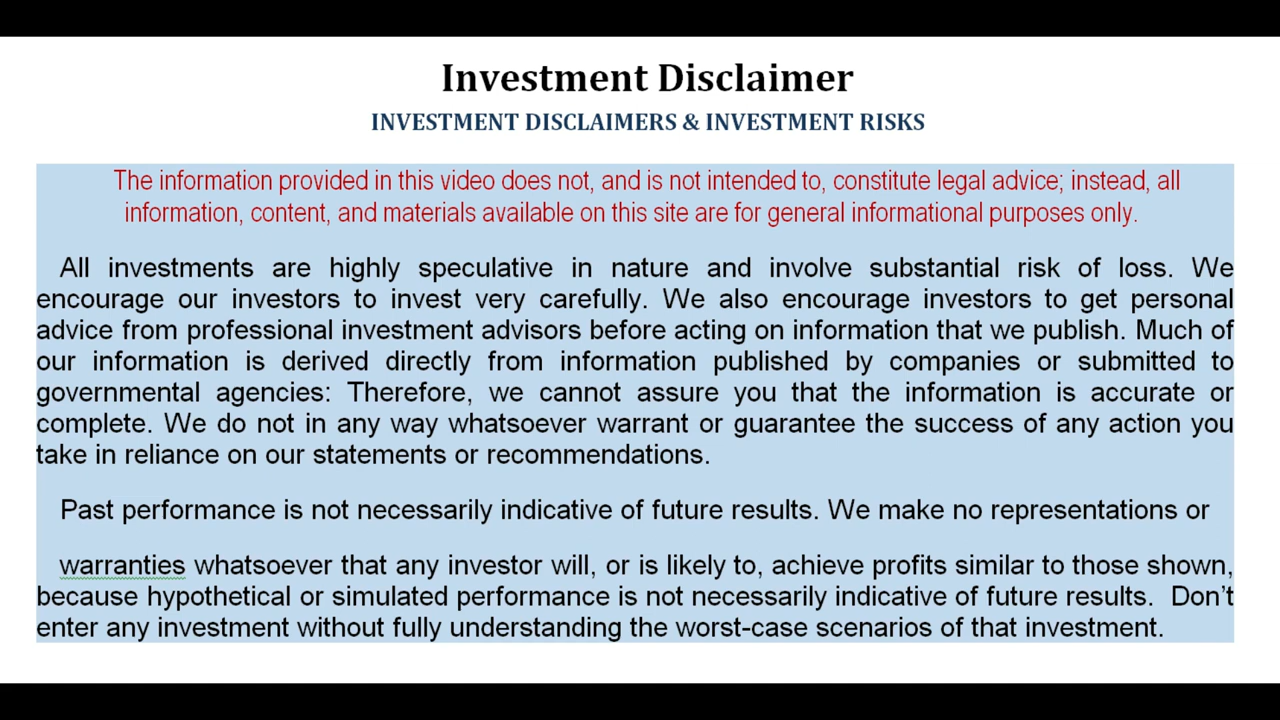 Investment Disclaimer
INVESTMENT DISCLAIMERS & INVESTMENT RISKS
The information provided in this video does not, and is not intended to, constitute legal advice; instead, all
information, content, and materials available on this site are for general informational purposes only.
All investments are highly speculative in nature and involve substantial risk of loss. We
encourage our investors to invest very carefully. We also encourage investors to get personal
advice from professional investment advisors before acting on information that we publish. Much of
our information is derived directly from information published by companies or submitted to
governmental agencies: Therefore, we cannot assure you that the information is accurate or
complete. We do not in any way whatsoever warrant or guarantee the success of any action you
take in reliance on our statements or recommendations.
Past performance is not necessarily indicative of future results. We make no representations or
warranties whatsoever that any investor will, or is likely to, achieve profits similar to those shown,
because hypothetical or simulated performance is not necessarily indicative of future results. Don’t
enter any investment without fully understanding the worst-case scenarios of that investment.